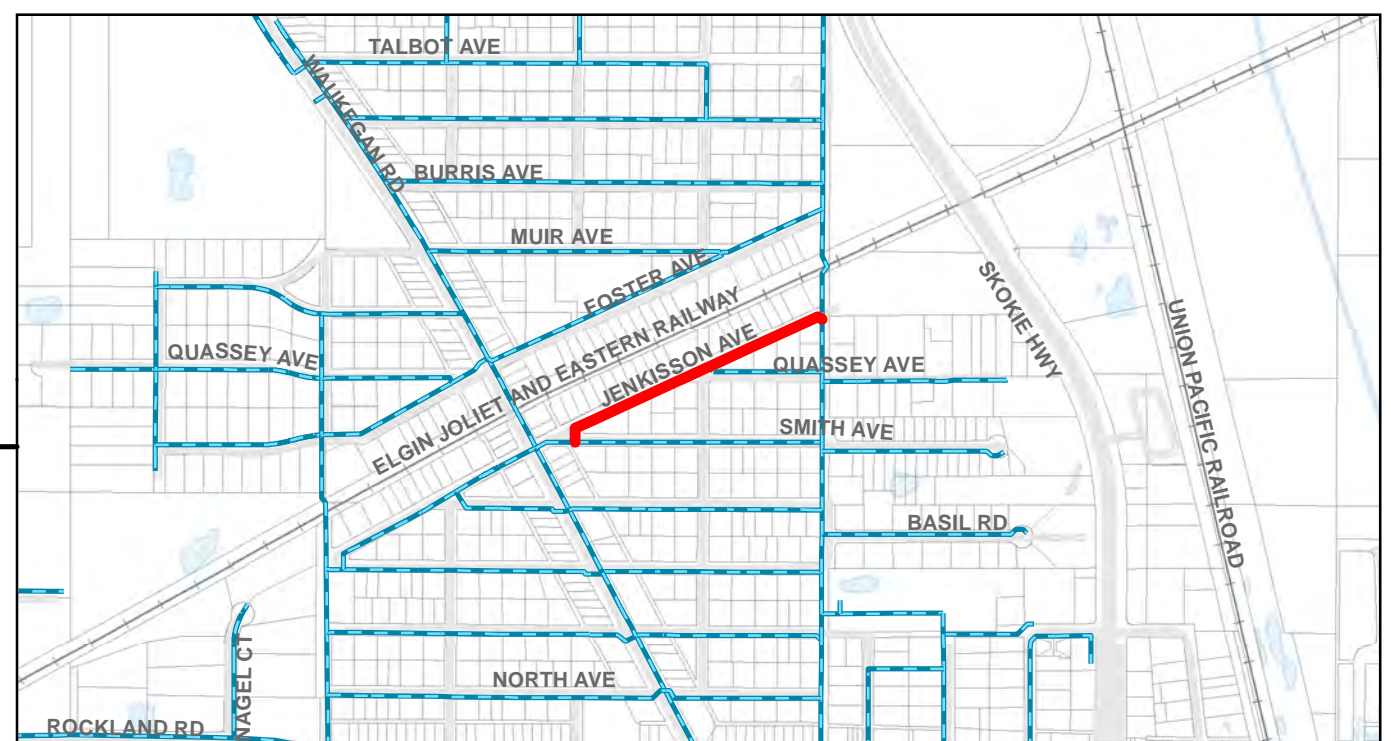 TALBOT AVE
WAUKEGAN RD
BURRIS AVE
MUIR AVE
FOSTER AVE
SKOKIE HWY
UNION PACIFIC RAILROAD
QUASSEY AVE
ELGIN JOLIET AND EASTERN RAILWAY
JENKISSON AVE
QUASSEY AVE
SMITH AVE
BASIL RD
NAGEL CT
NORTH AVE
ROCKLAND RD